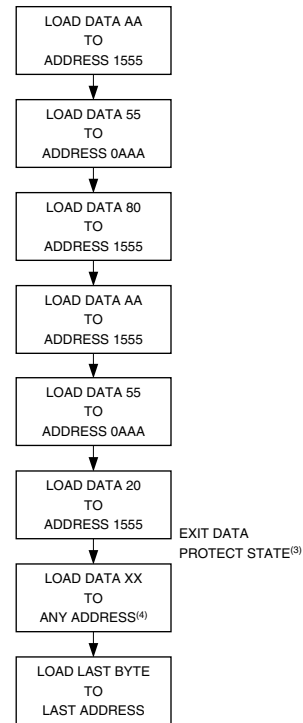 LOAD DATA AA
TO
ADDRESS 1555
LOAD DATA 55
TO
ADDRESS 0AAA
LOAD DATA 80
TO
ADDRESS 1555
LOAD DATA AA
TO
ADDRESS 1555
LOAD DATA 55
TO
ADDRESS 0AAA
LOAD DATA 20
TO
ADDRESS 1555
EXIT DATA
PROTECT STATE(3)
LOAD DATA XX
TO
ANY ADDRESS(4)
LOAD LAST BYTE
TO
LAST ADDRESS